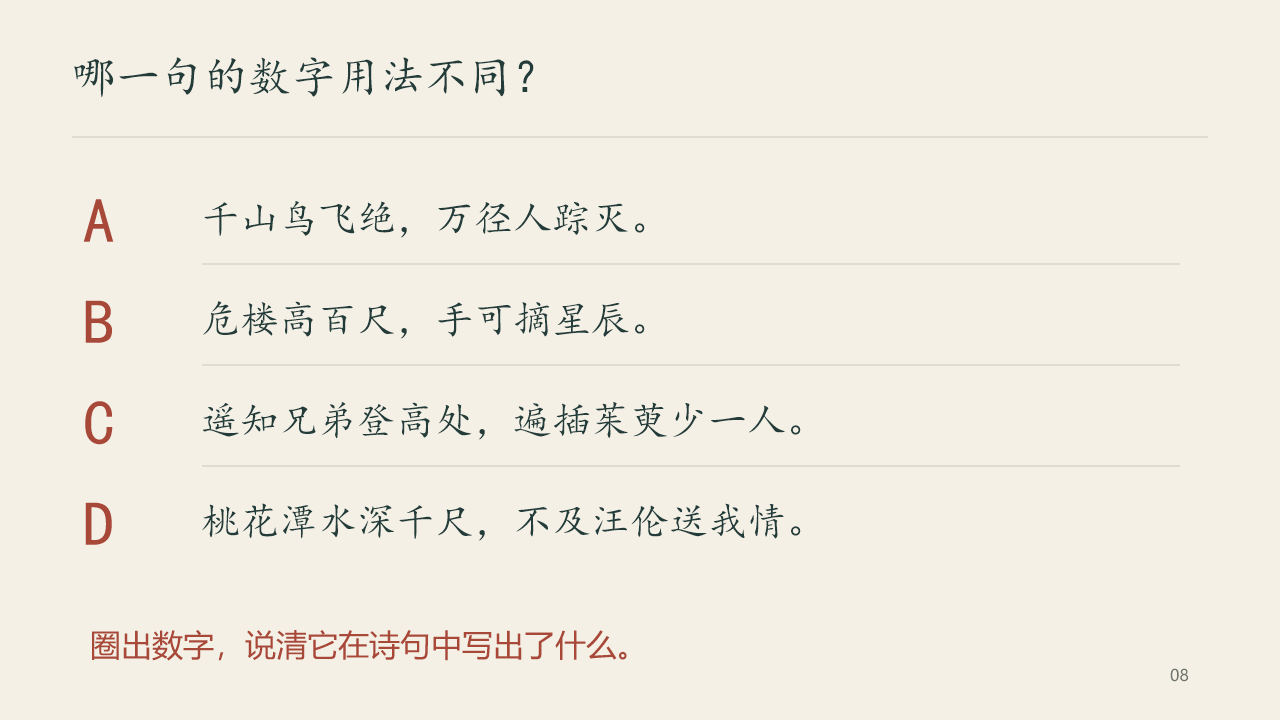 哪一句的数字用法不同？
A 千山鸟飞绝，万径人踪灭。
B 危楼高百尺，手可摘星辰。
C 遥知兄弟登高处，遍插茱萸少一人。
D 桃花潭水深千尺，不及汪伦送我情。
圈出数字，说清它在诗句中写出了什么。
08